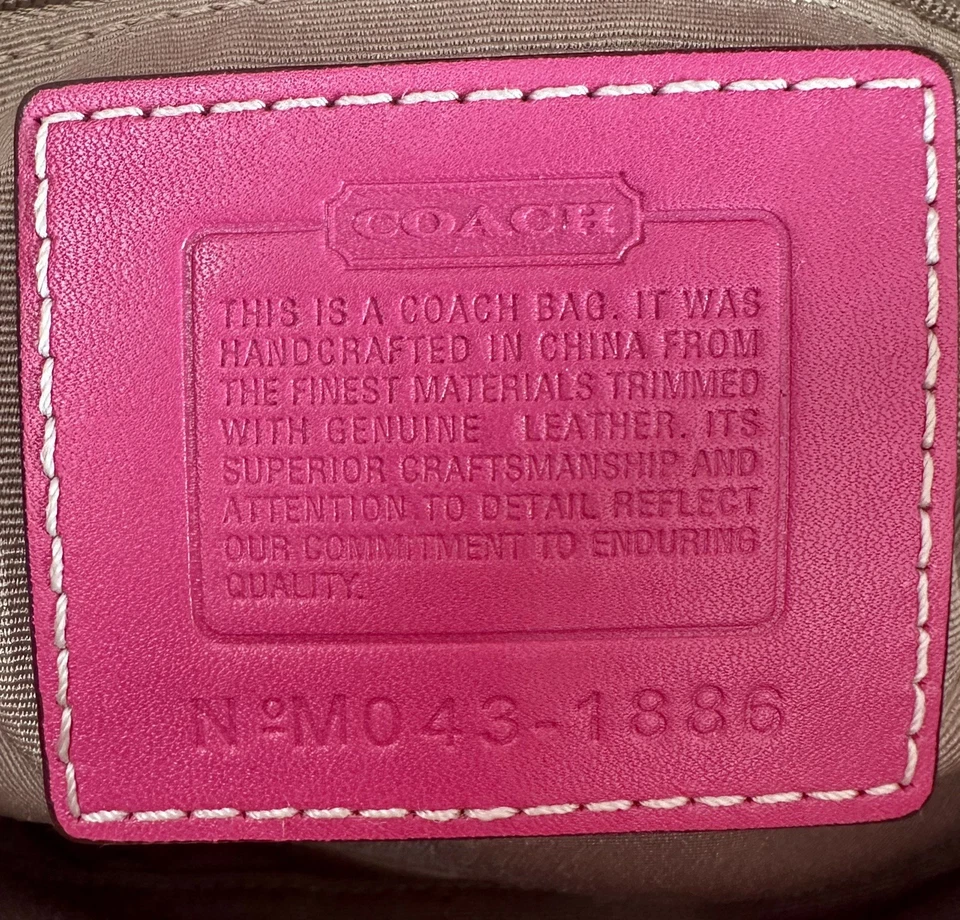 COACH
THIS IS A COACH BAG. IT WAS
HANDCRAFTED IN CHINA FROM
THE FINEST MATERIALS TRIMMED
WITH GENUINE LEATHER. ITS
SUPERIOR CRAFTSMANSHIP AND
ATTENTION TO DETAIL REFLECT
OUR COMMITMENT TO ENDURING
QUALITY.
Nº M043-1886